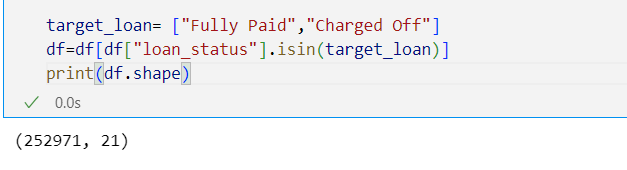 target_loan= ["Fully Paid","Charged Off"]
df=df[df["loan_status"].isin(target_loan)]
print(df.shape)
✓ 0.0s
(252971, 21)